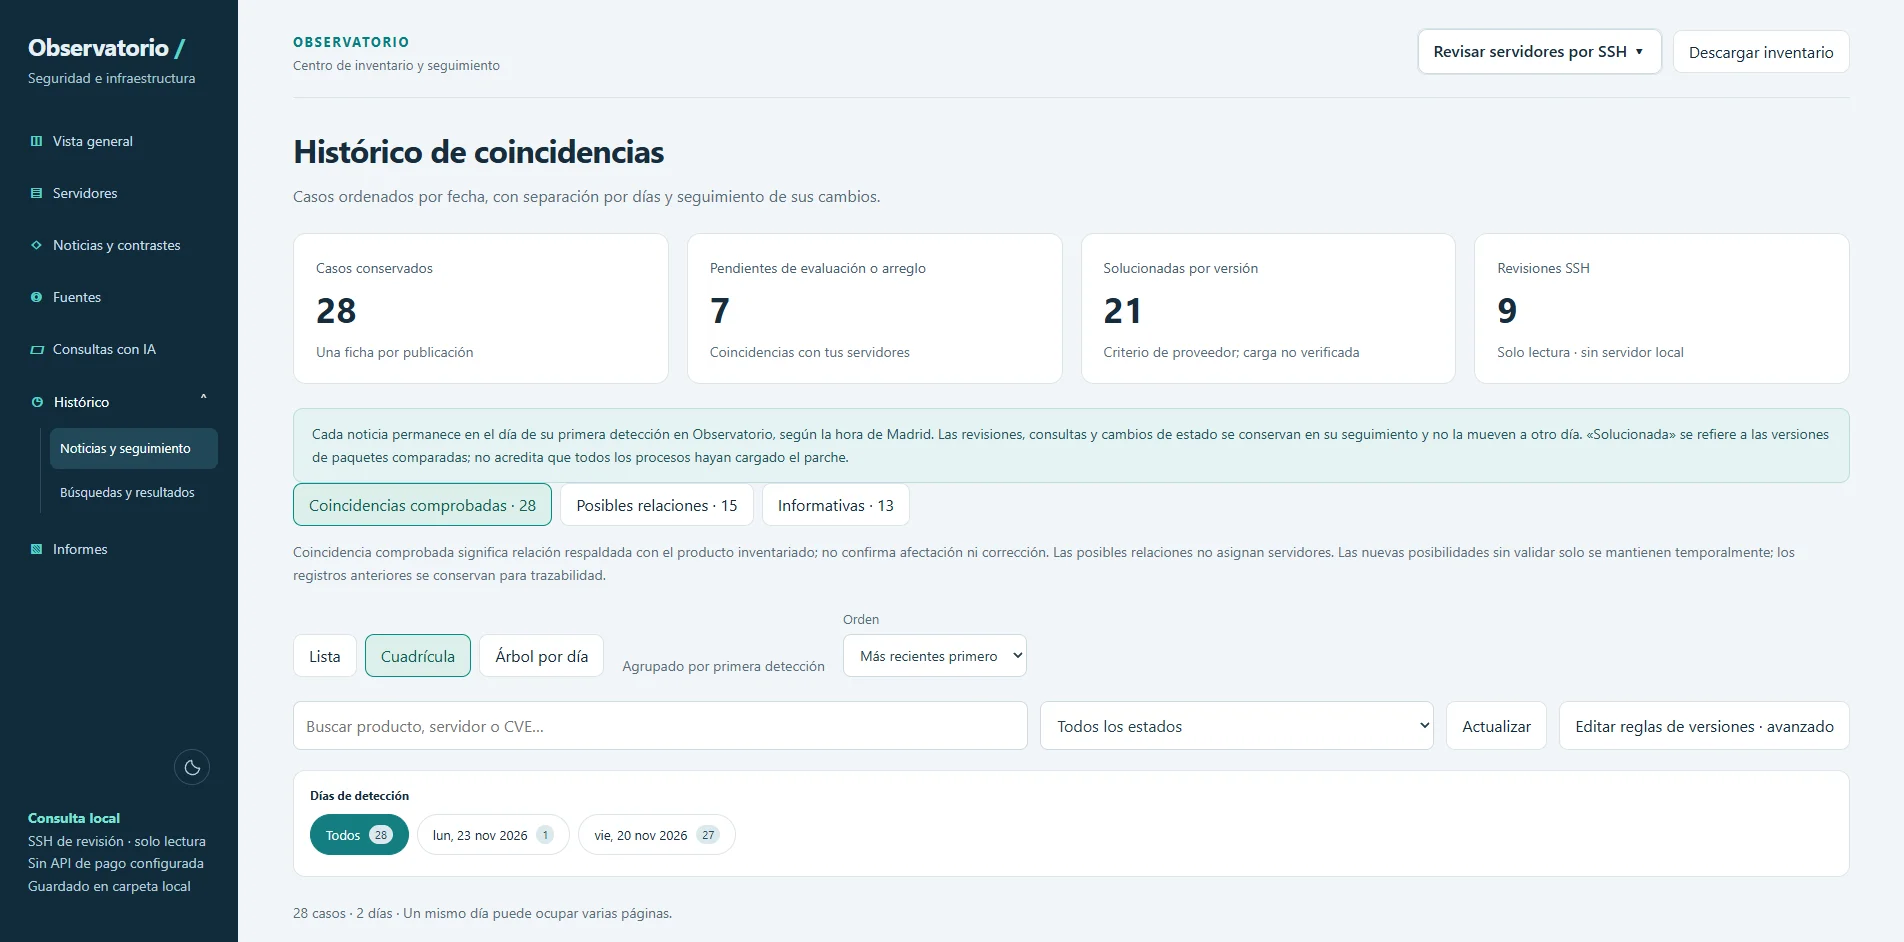 Observatorio /
Seguridad e infraestructura
Vista general
Servidores
Noticias y contrastes
Fuentes
Consultas con IA
Histórico
Noticias y seguimiento
Búsquedas y resultados
Informes
Consulta local
SSH de revisión · solo lectura
Sin API de pago configurada
Guardado en carpeta local
OBSERVATORIO
Centro de inventario y seguimiento
Revisar servidores por SSH ▾
Descargar inventario
Histórico de coincidencias
Casos ordenados por fecha, con separación por días y seguimiento de sus cambios.
Casos conservados
28
Una ficha por publicación
Pendientes de evaluación o arreglo
7
Coincidencias con tus servidores
Solucionadas por versión
21
Criterio de proveedor; carga no verificada
Revisiones SSH
9
Solo lectura · sin servidor local
Cada noticia permanece en el día de su primera detección en Observatorio, según la hora de Madrid. Las revisiones, consultas y cambios de estado se conservan en su seguimiento y no la mueven a otro día. «Solucionada» se refiere a las versiones
de paquetes comparadas; no acredita que todos los procesos hayan cargado el parche.
Coincidencias comprobadas · 28
Posibles relaciones · 15
Informativas · 13
Coincidencia comprobada significa relación respaldada con el producto inventariado; no confirma afectación ni corrección. Las posibles relaciones no asignan servidores. Las nuevas posibilidades sin validar solo se mantienen temporalmente; los
registros anteriores se conservan para trazabilidad.
Lista
Cuadrícula
Árbol por día
Agrupado por primera detección
Orden
Más recientes primero
Buscar producto, servidor o CVE...
Todos los estados
Actualizar
Editar reglas de versiones · avanzado
Días de detección
Todos 28
lun, 23 nov 2026 1
vie, 20 nov 2026 27
28 casos · 2 días · Un mismo día puede ocupar varias páginas.